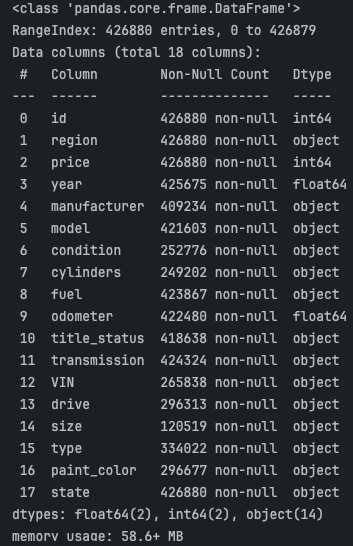 <class 'pandas.core.frame.DataFrame'>
RangeIndex: 426880 entries, 0 to 426879
Data columns (total 18 columns):
 #   Column        Non-Null Count   Dtype
---  ------        --------------   -----
 0   id            426880 non-null  int64
 1   region        426880 non-null  object
 2   price         426880 non-null  int64
 3   year          425675 non-null  float64
 4   manufacturer  409234 non-null  object
 5   model         421603 non-null  object
 6   condition     252776 non-null  object
 7   cylinders     249202 non-null  object
 8   fuel          423867 non-null  object
 9   odometer      422480 non-null  float64
 10  title_status  418638 non-null  object
 11  transmission  424324 non-null  object
 12  VIN           265838 non-null  object
 13  drive         296313 non-null  object
 14  size          120519 non-null  object
 15  type          334022 non-null  object
 16  paint_color   296677 non-null  object
 17  state         426880 non-null  object
dtypes: float64(2), int64(2), object(14)
memory usage: 58.6+ MB